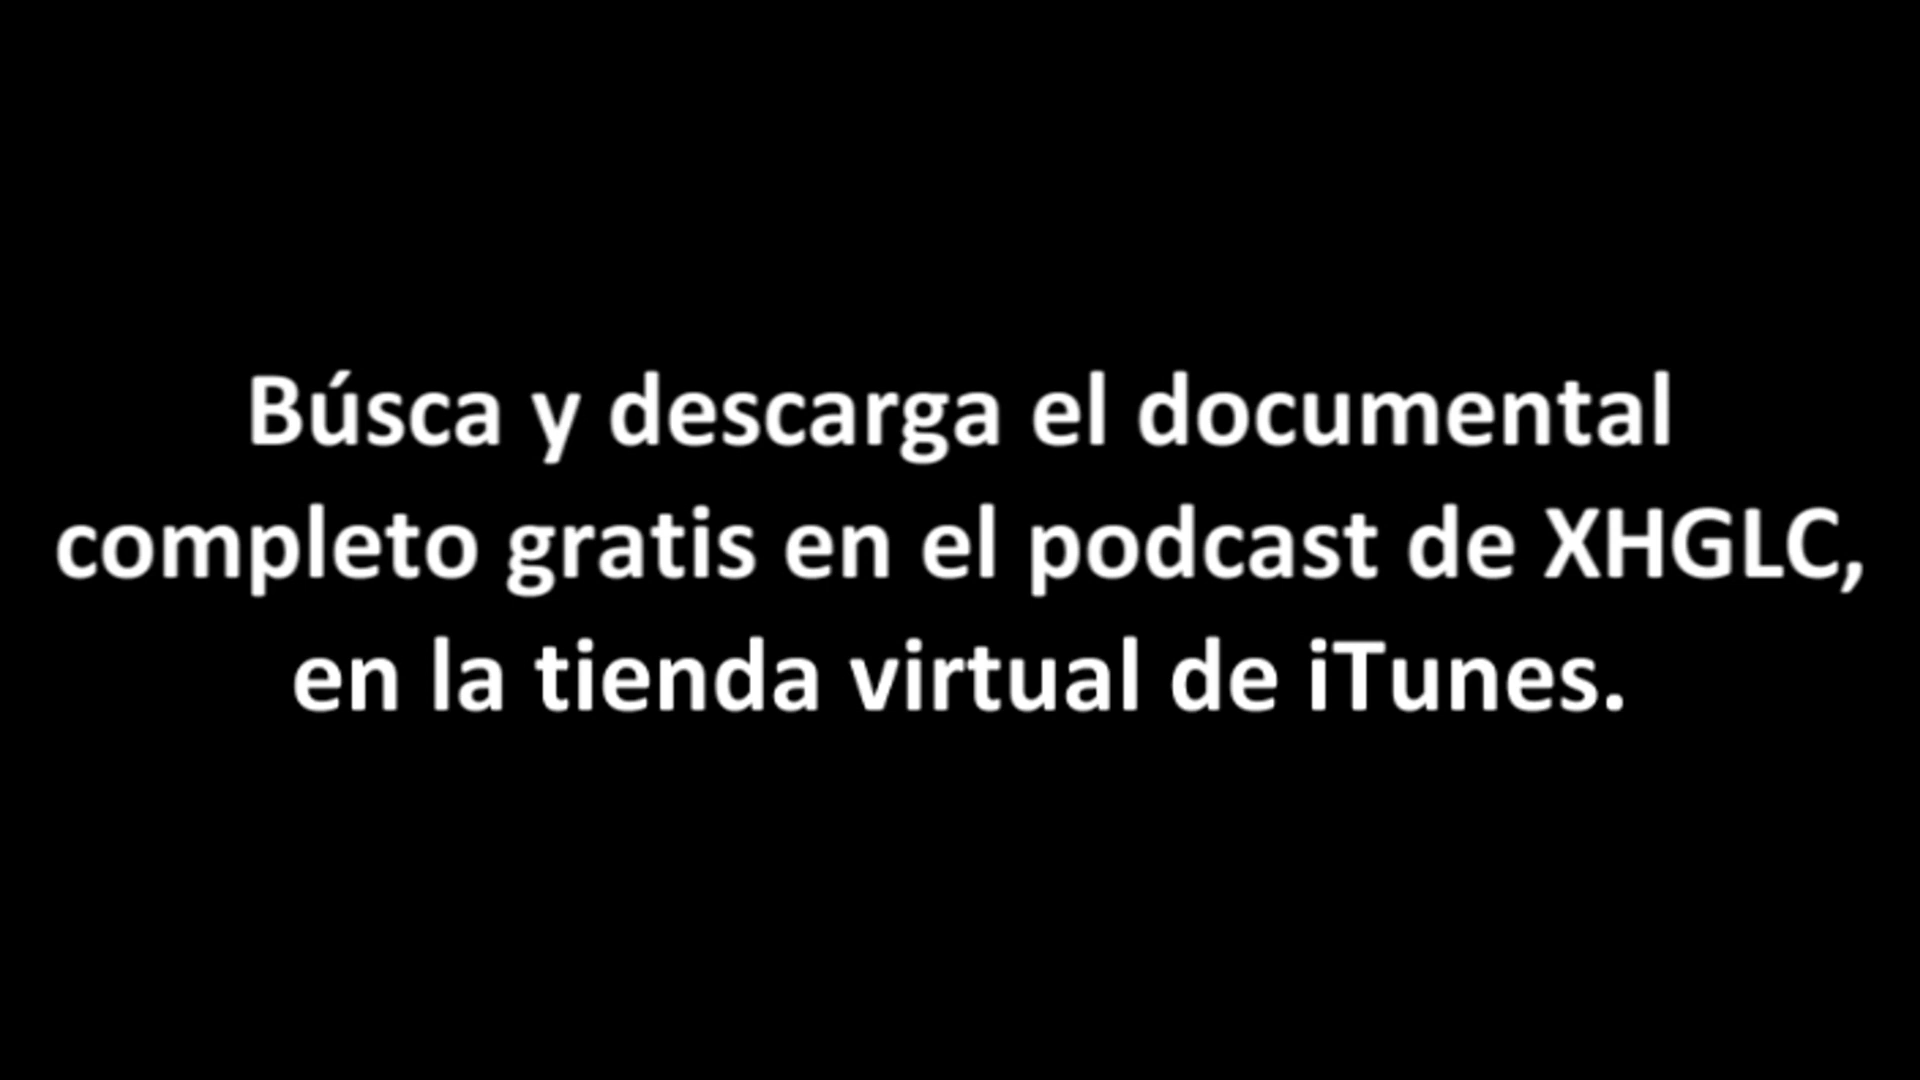 Búsca y descarga el documental
completo gratis en el podcast de XHGLC,
en la tienda virtual de iTunes.